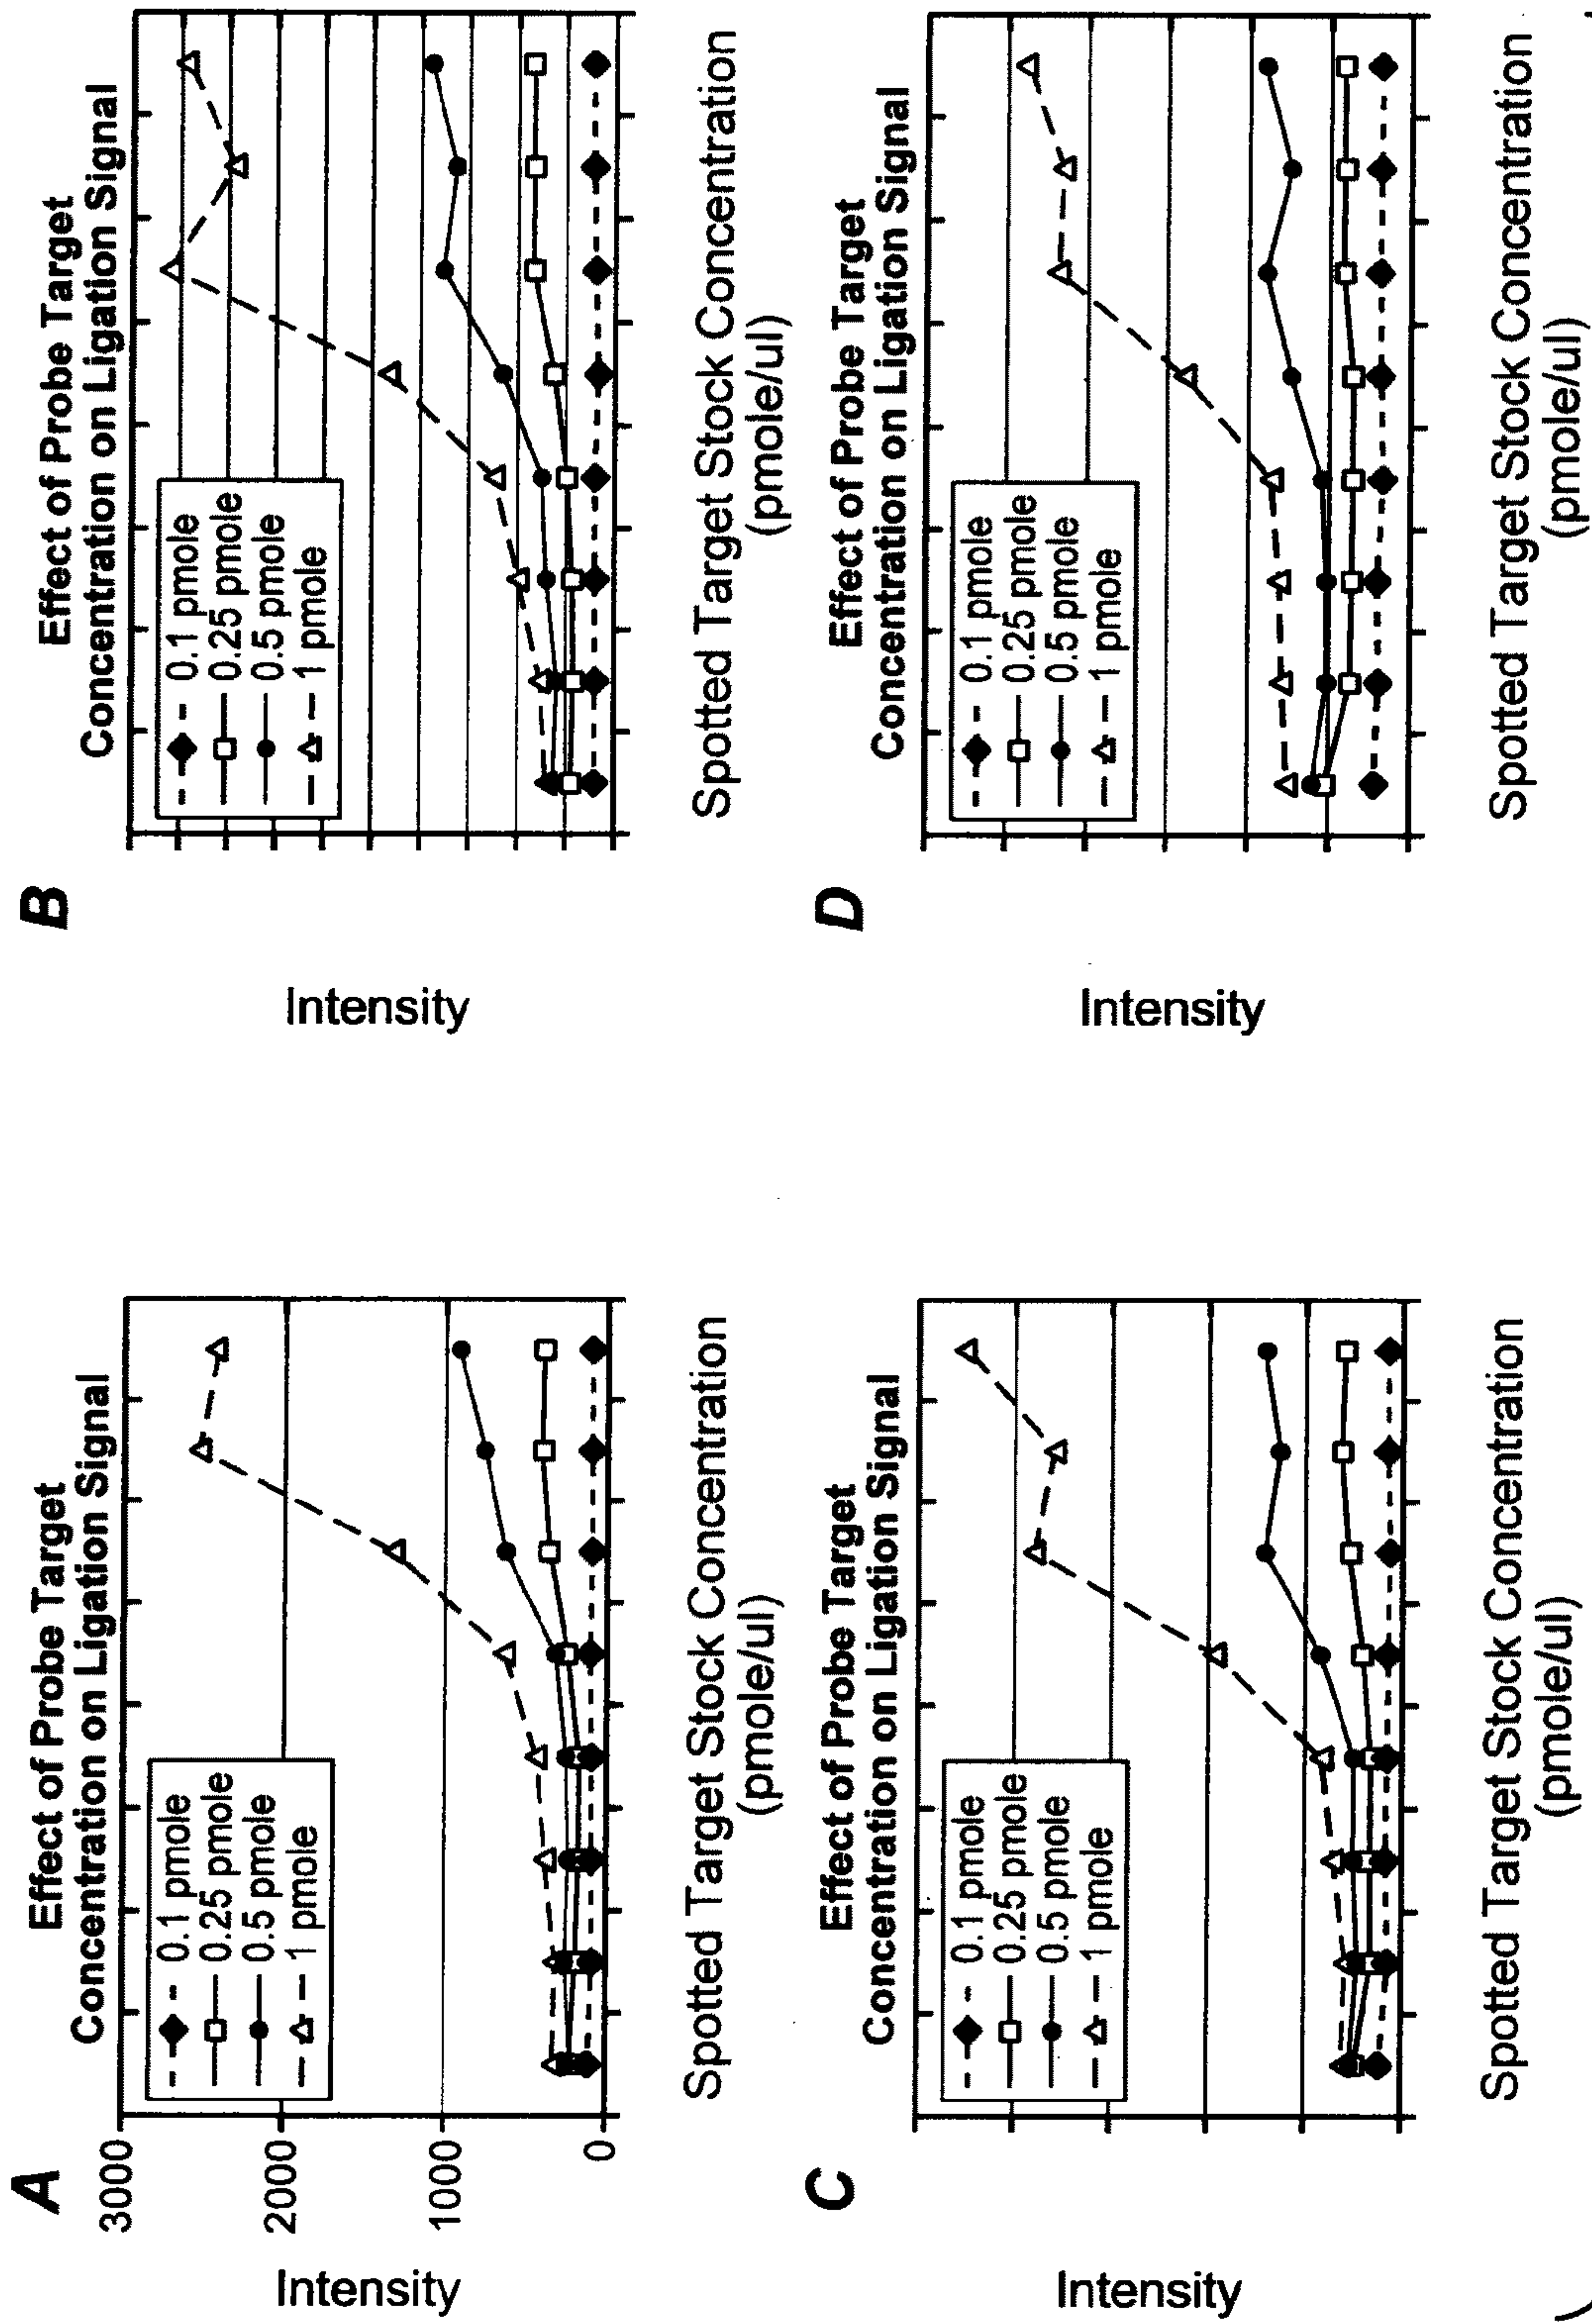 A
Effect of Probe Target
Concentration on Ligation Signal
3000
2000
1000
0
Intensity
0.1 pmole
0.25 pmole
0.5 pmole
1 pmole
Spotted Target Stock Concentration
(pmole/ul)
B
Effect of Probe Target
Concentration on Ligation Signal
Intensity
0.1 pmole
0.25 pmole
0.5 pmole
1 pmole
Spotted Target Stock Concentration
(pmole/ul)
C
Effect of Probe Target
Concentration on Ligation Signal
Intensity
0.1 pmole
0.25 pmole
0.5 pmole
1 pmole
Spotted Target Stock Concentration
(pmole/ul)
D
Effect of Probe Target
Concentration on Ligation Signal
Intensity
0.1 pmole
0.25 pmole
0.5 pmole
1 pmole
Spotted Target Stock Concentration
(pmole/ul)